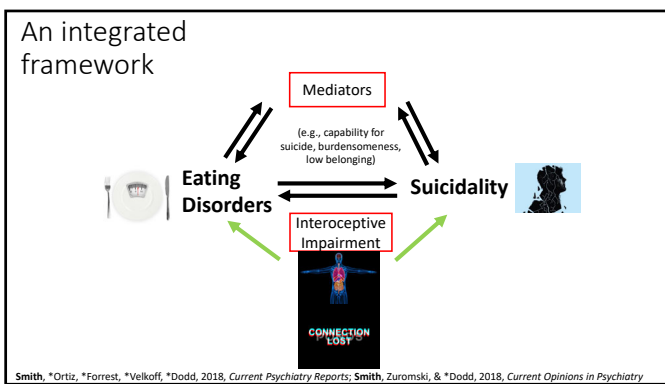 An integrated
framework
Mediators
(e.g., capability for
suicide, burdensomeness,
low belonging)
Eating
Disorders
Suicidality
Interoceptive
Impairment
CONNECTION
LOST
Smith, *Ortiz, *Forrest, *Velkoff, *Dodd, 2018, Current Psychiatry Reports; Smith, Zuromski, & *Dodd, 2018, Current Opinions in Psychiatry